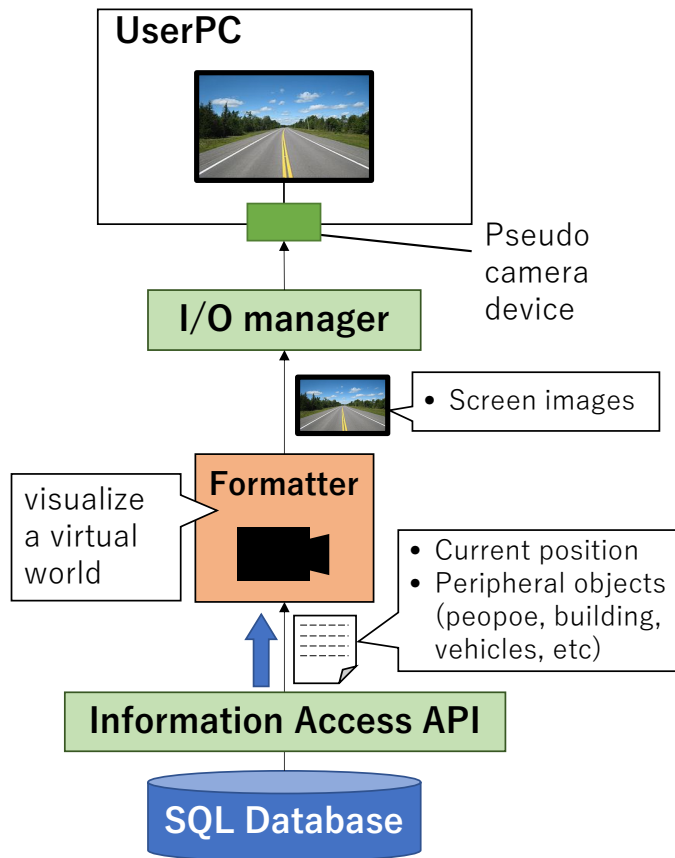 UserPC
Pseudo
camera
device
I/O manager
• Screen images
Formatter
visualize
a virtual
world
• Current position
• Peripheral objects
(peopoe, building,
vehicles, etc)
Information Access API
SQL Database